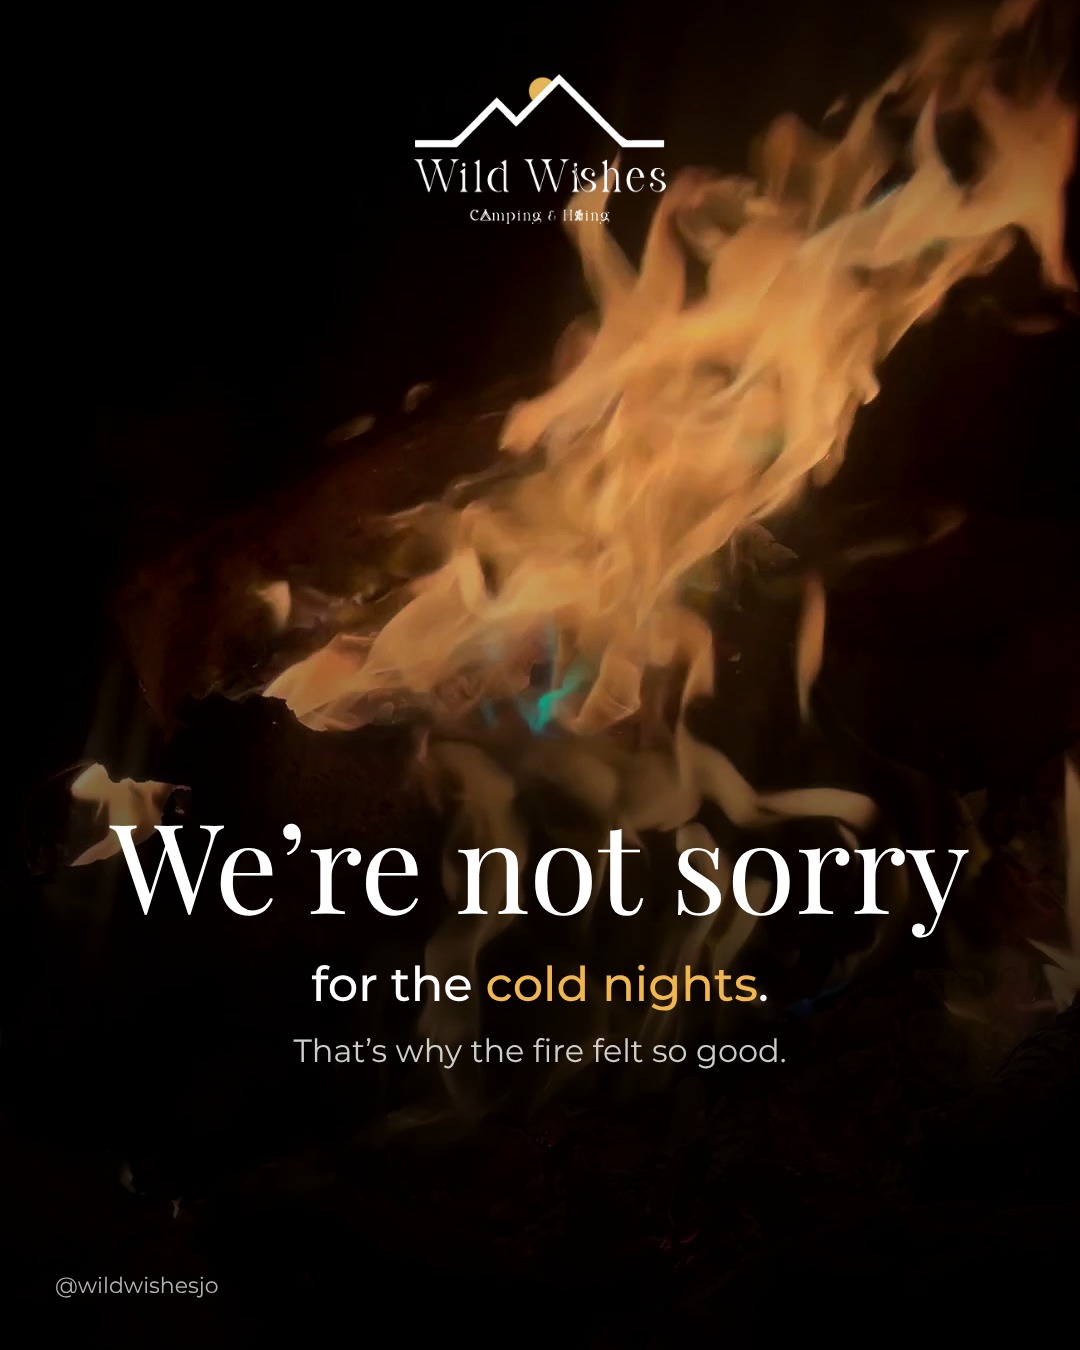 Wild Wishes
Camping & Hiking
We’re not sorry
for the cold nights.
That’s why the fire felt so good.
@wildwishesjo